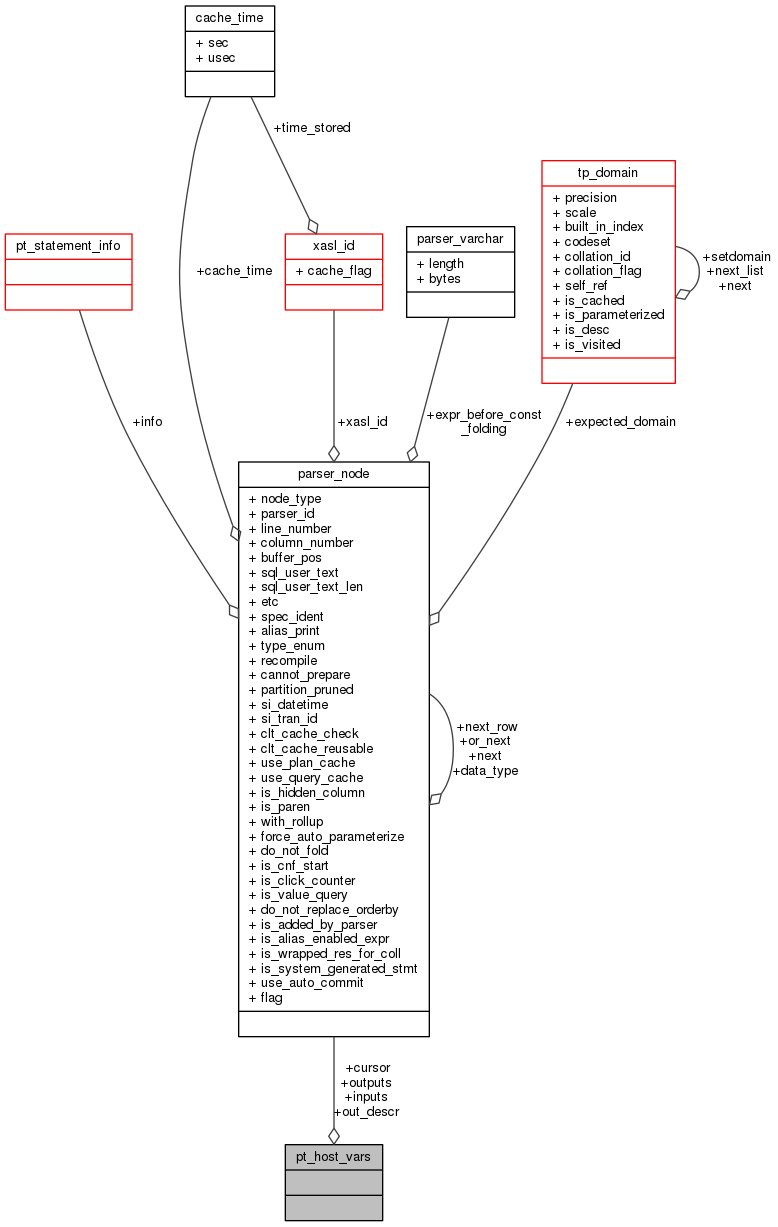 cache_time
+ sec
+ usec
+time_stored
tp_domain
+ precision
+ scale
+ built_in_index
+ codeset
+ collation_id
+ collation_flag
+ self_ref
+ is_cached
+ is_parameterized
+ is_desc
+ is_visited
+setdomain
+next_list
+next
pt_statement_info
xasl_id
+ cache_flag
parser_varchar
+ length
+ bytes
+cache_time
+info
+xasl_id
+expr_before_const
_folding
+expected_domain
parser_node
+ node_type
+ parser_id
+ line_number
+ column_number
+ buffer_pos
+ sql_user_text
+ sql_user_text_len
+ etc
+ spec_ident
+ alias_print
+ type_enum
+ recompile
+ cannot_prepare
+ partition_pruned
+ si_datetime
+ si_tran_id
+ clt_cache_check
+ clt_cache_reusable
+ use_plan_cache
+ use_query_cache
+ is_hidden_column
+ is_paren
+ with_rollup
+ force_auto_parameterize
+ do_not_fold
+ is_cnf_start
+ is_click_counter
+ is_value_query
+ do_not_replace_orderby
+ is_added_by_parser
+ is_alias_enabled_expr
+ is_wrapped_res_for_coll
+ is_system_generated_stmt
+ use_auto_commit
+ flag
+next_row
+or_next
+next
+data_type
+cursor
+outputs
+inputs
+out_descr
pt_host_vars